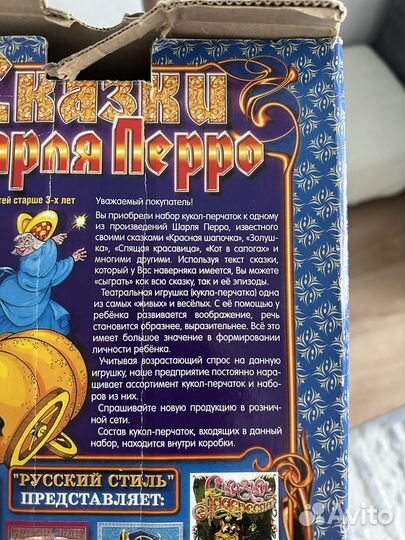 Сказки
Шарля Перро
тей старше 3-х лет
Уважаемый покупатель!
Вы приобрели набор кукол-перчаток к одному
из произведений Шарля Перро, известного
своими сказками «Красная шапочка», «Золуш-
ка», «Спящая красавица», «Кот в сапогах» и
многими другими. Используя текст сказки,
который у Вас наверняка имеется, Вы можете
«сыграть» как всю сказку, так и её эпизоды.
Театральная игрушка (кукла-перчатка) одна
из самых «живых» и весёлых. С её помощью у
ребёнка развивается воображение, речь
становится образнее, выразительнее. Всё это
имеет большое значение в формировании
личности ребёнка.
Учитывая возрастающий спрос на данную
игрушку, наше предприятие постоянно нара-
щивает ассортимент кукол-перчаток и набо-
ров из них.
Спрашивайте новую продукцию в рознич-
ной сети.
Состав кукол-перчаток, входящих в данный
набор, находится внутри коробки.
"РУССКИЙ СТИЛЬ"
ПРЕДСТАВЛЯЕТ:
Сказки
Avito